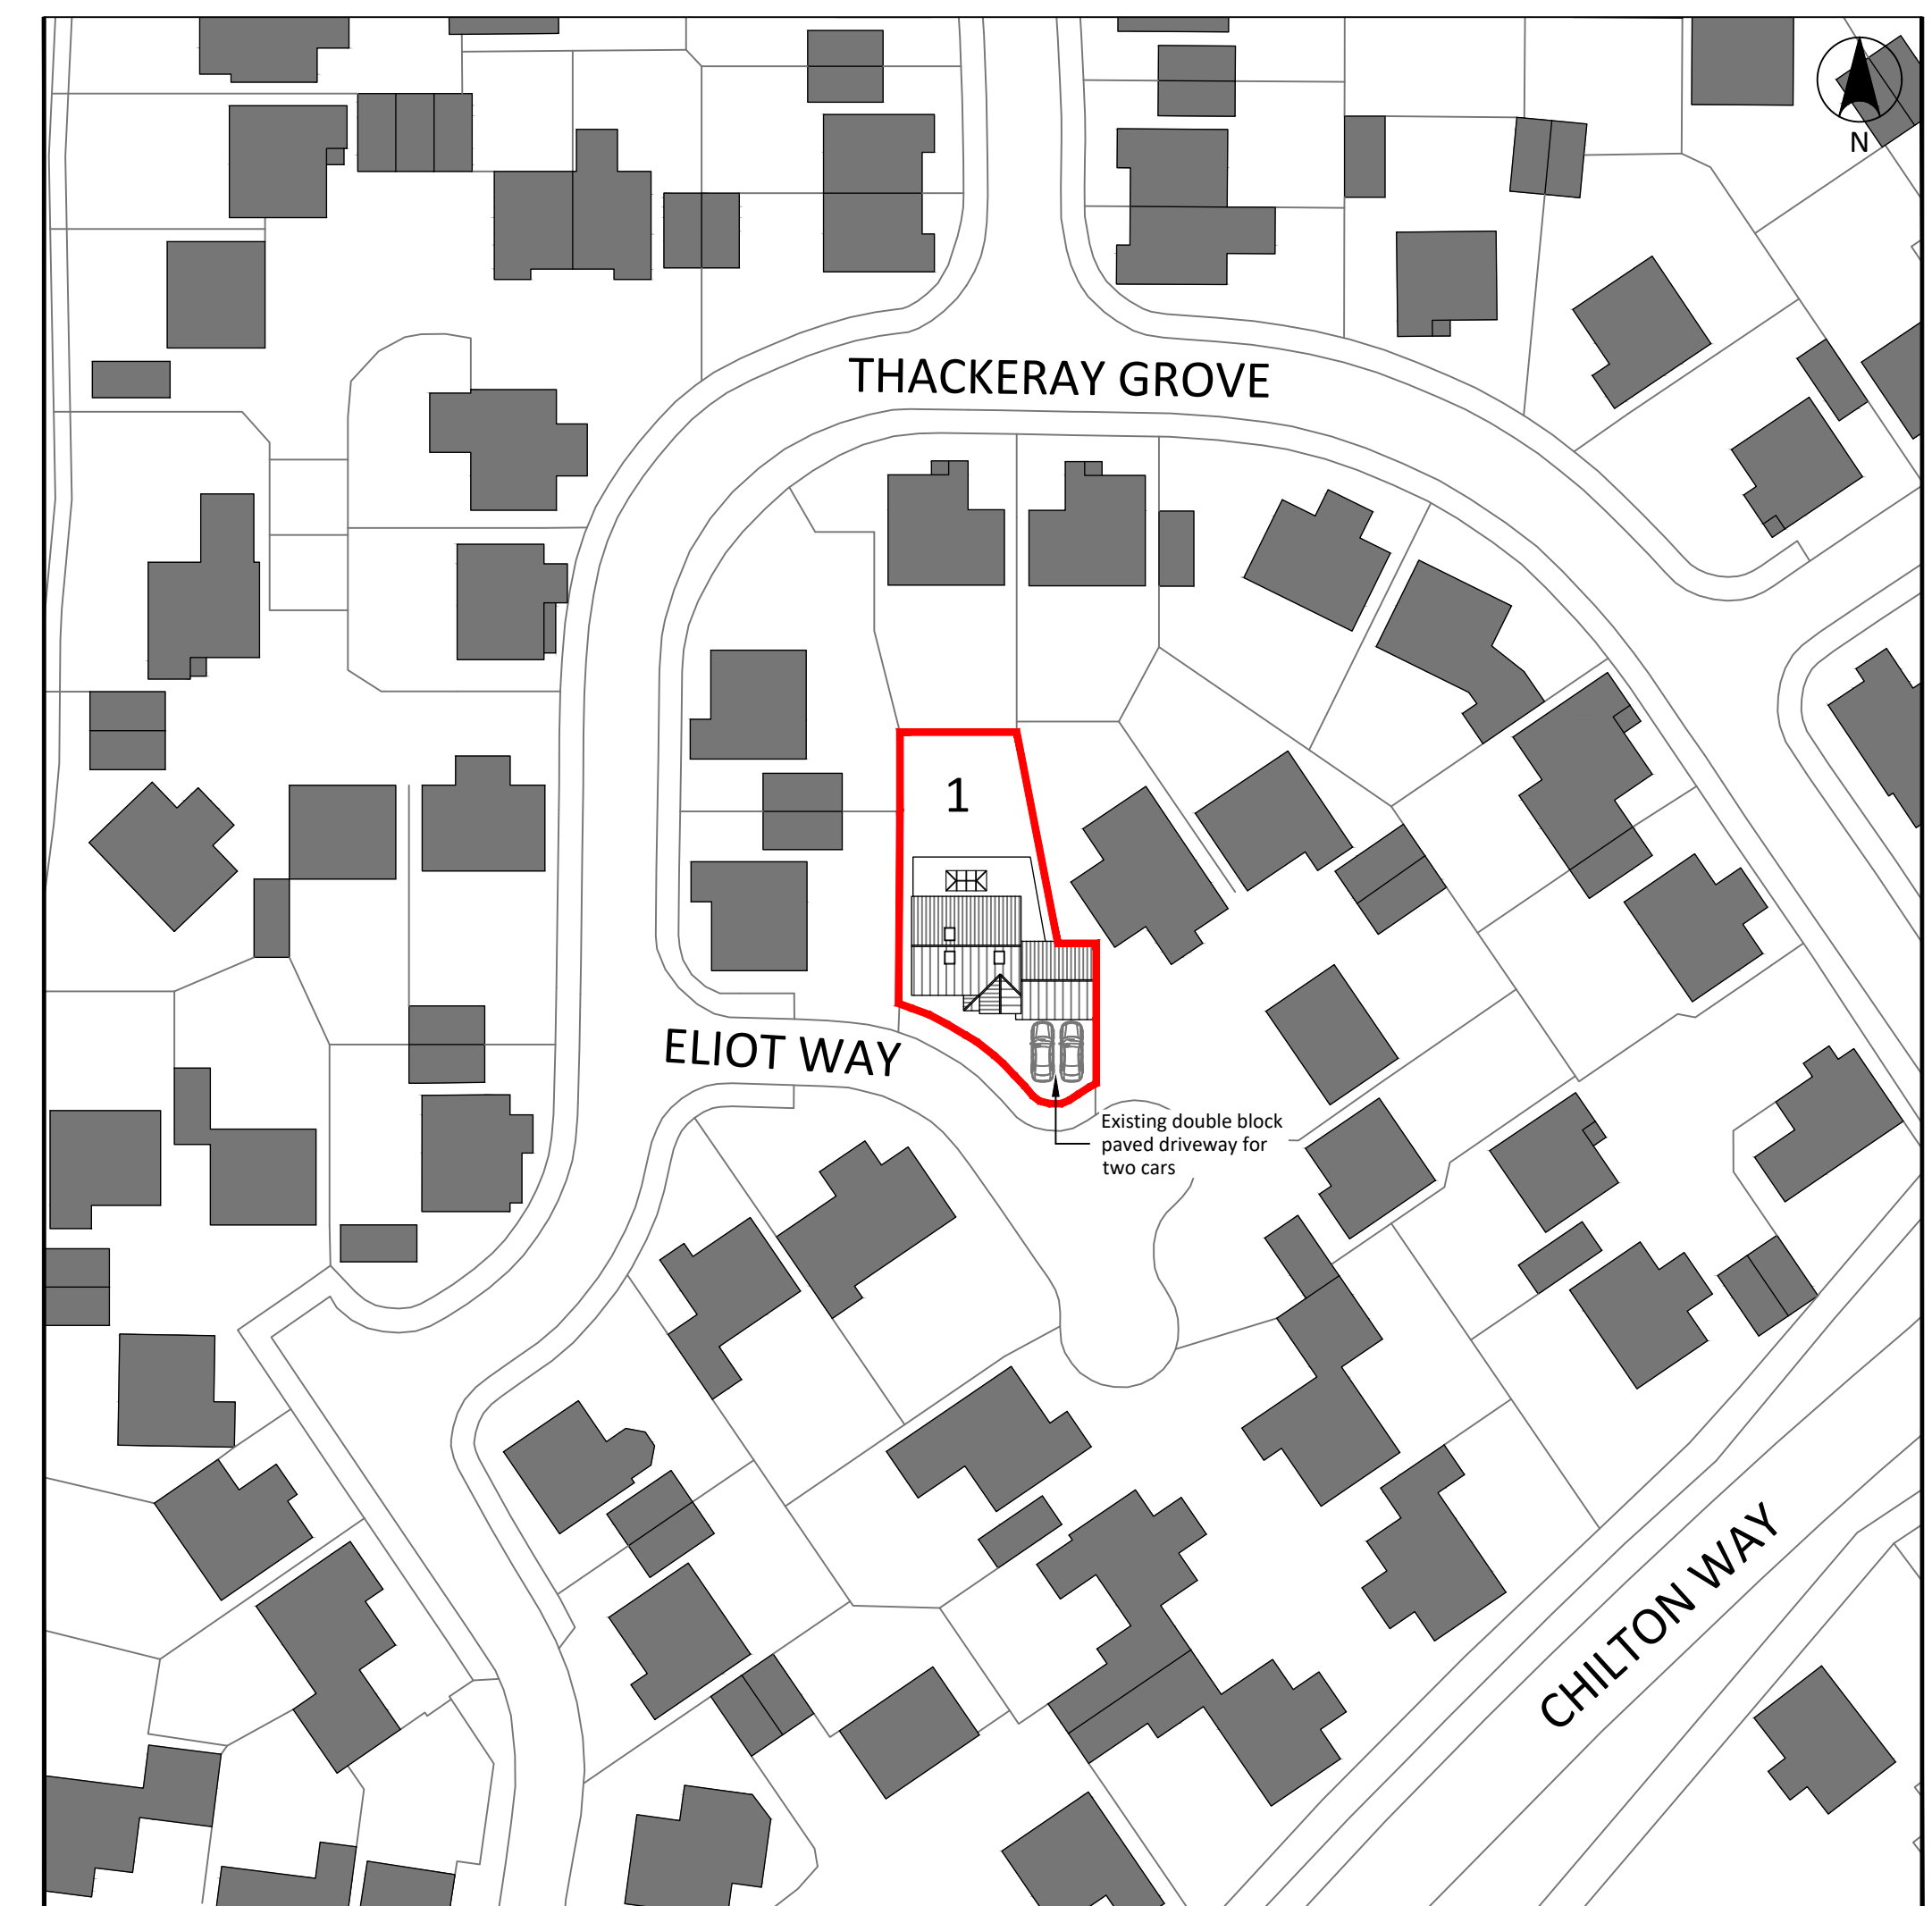 N
THACKERAY GROVE
1
ELIOT WAY
Existing double block
paved driveway for
two cars
CHILTON WAY